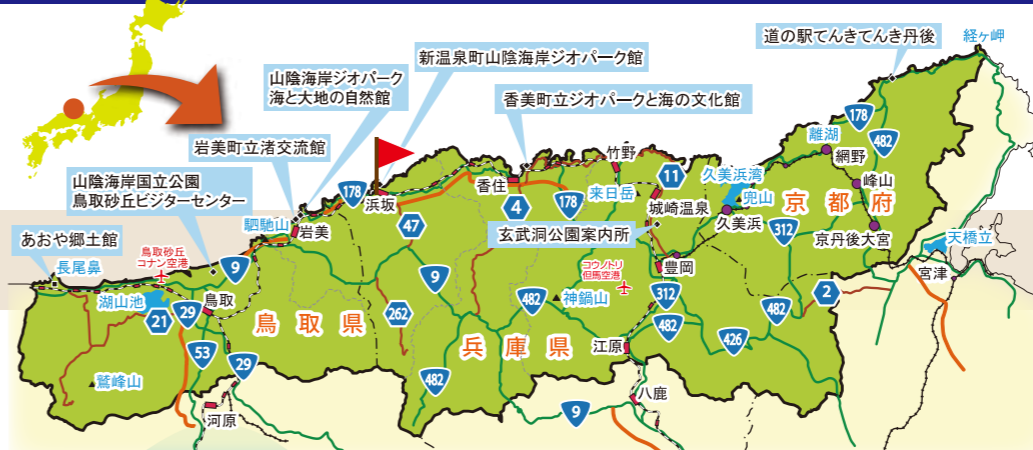 道の駅てんきてんき丹後
経ヶ岬
新温泉町山陰海岸ジオパーク館
山陰海岸ジオパーク
海と大地の自然館
香美町立ジオパークと海の文化館
岩美町立渚交流館
山陰海岸国立公園
鳥取砂丘ビジターセンター
あおや郷土館
玄武洞公園案内所
178
離湖
482
網野
竹野
久美浜湾
11
178
浜坂
香住
来日岳
兜山
峰山
4
178
城崎温泉
京都府
駟馳山
岩美
47
久美浜
312
京丹後大宮
天橋立
長尾鼻
鳥取砂丘
コナン空港
9
豊岡
宮津
9
コウノトリ
但馬空港
2
湖山池
鳥取
482
神鍋山
312
482
21
29
262
鳥取県
482
426
兵庫県
江原
53
29
482
鷲峰山
八鹿
河原
9